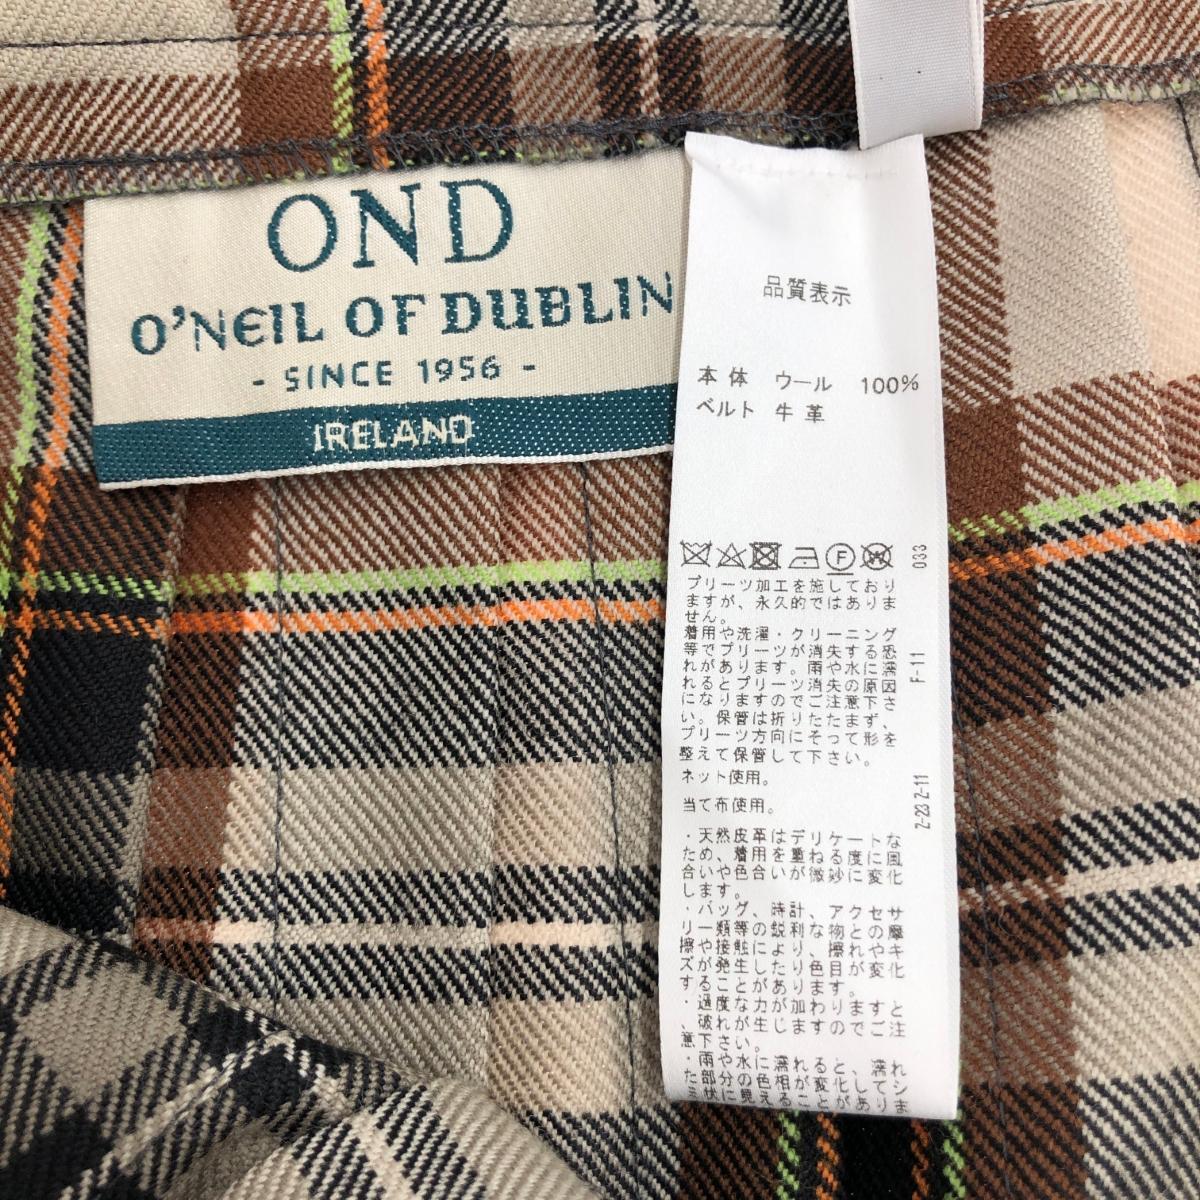 OND
O'NEIL OF DUBLIN
- SINCE 1956 -
IRELAND
品質表示
本体 ウール 100%
ベルト 牛革
F
W
プリーツ加工を施しており
ますが、永久的ではありま
せん。
着用や洗濯・クリーニング
等でプリーツが消失する恐
れがあります。雨や水に濡
れるとプリーツ消失の原因
になりますのでご注意下さ
い。保管は折りたたまず、
プリーツ方向にそって形を
整えて保管して下さい。
ネット使用。
当て布使用。
・天然皮革はデリケートな
ため、着用を重ねる度に風
合いや色合いが微妙に変化
します。
・バッグ、時計、アクセサ
リー類等の鋭利な物との摩
擦や接触により、擦れやキ
ズが発生したり色目が変化
することがあります。
・過度な力が加わりますと
、破れが生じますのでご注
意下さい。
・雨や水に濡れると、濡れ
た部分の色相が変化してシ
ミ状に見えることがありま
033
F-11
Z-23 Z-11